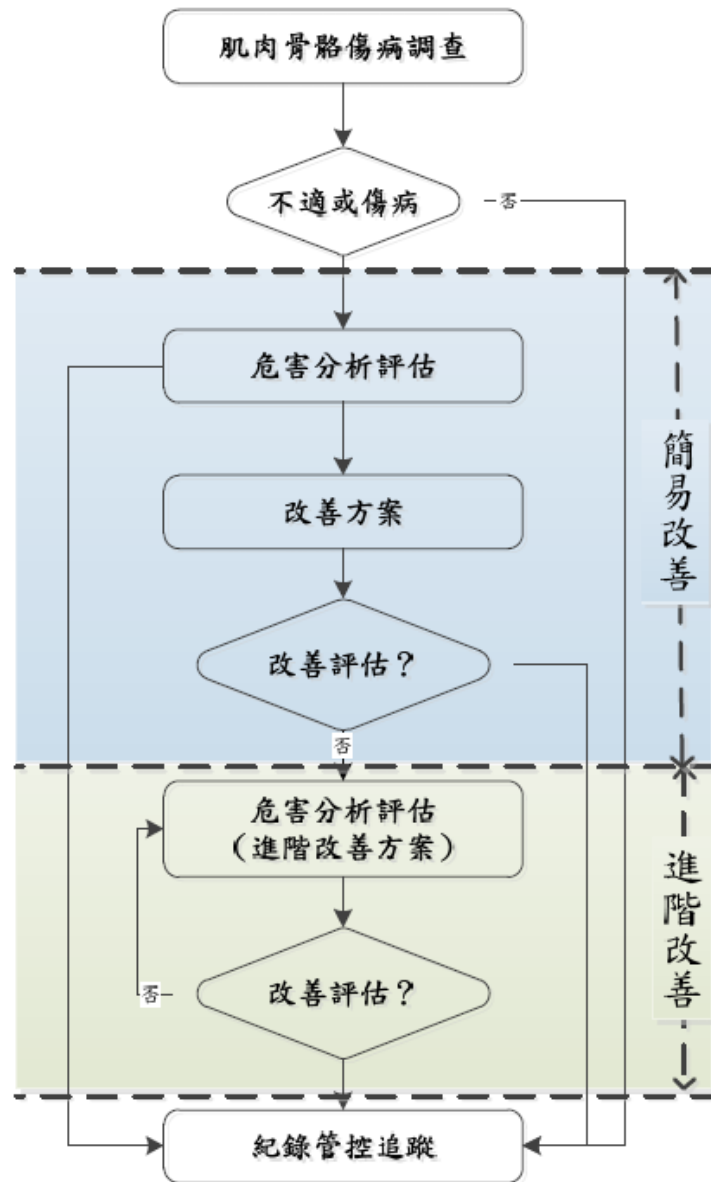 肌肉骨骼傷病調查
不適或傷病
否
危害分析評估
改善方案
簡易改善
改善評估？
否
危害分析評估
（進階改善方案）
進階改善
改善評估？
否
紀錄管控追蹤